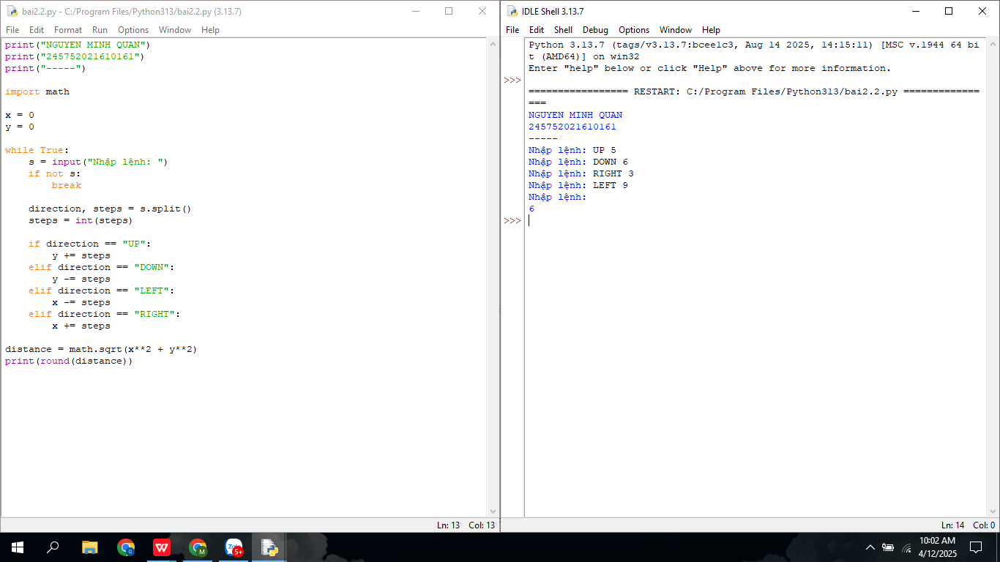 bai2.2.py - C:/Program Files/Python313/bai2.2.py (3.13.7)
File Edit Format Run Options Window Help
print("NGUYEN MINH QUAN")
print("245752021610161")
print("-----")
import math
x = 0
y = 0
while True:
    s = input("Nhập lệnh: ")
    if not s:
        break
    direction, steps = s.split()
    steps = int(steps)
    if direction == "UP":
        y += steps
    elif direction == "DOWN":
        y -= steps
    elif direction == "LEFT":
        x -= steps
    elif direction == "RIGHT":
        x += steps
distance = math.sqrt(x**2 + y**2)
print(round(distance))
Ln: 13 Col: 13
IDLE Shell 3.13.7
File Edit Shell Debug Options Window Help
Python 3.13.7 (tags/v3.13.7:bcee1c3, Aug 14 2025, 14:15:11) [MSC v.1944 64 bi
t (AMD64)] on win32
Enter "help" below or click "Help" above for more information.
>>>
================= RESTART: C:/Program Files/Python313/bai2.2.py =============
===
NGUYEN MINH QUAN
245752021610161
-----
Nhập lệnh: UP 5
Nhập lệnh: DOWN 6
Nhập lệnh: RIGHT 3
Nhập lệnh: LEFT 9
Nhập lệnh:
6
>>>
Ln: 14 Col: 0
W
M
Zalo
5+
10:02 AM
4/12/2025